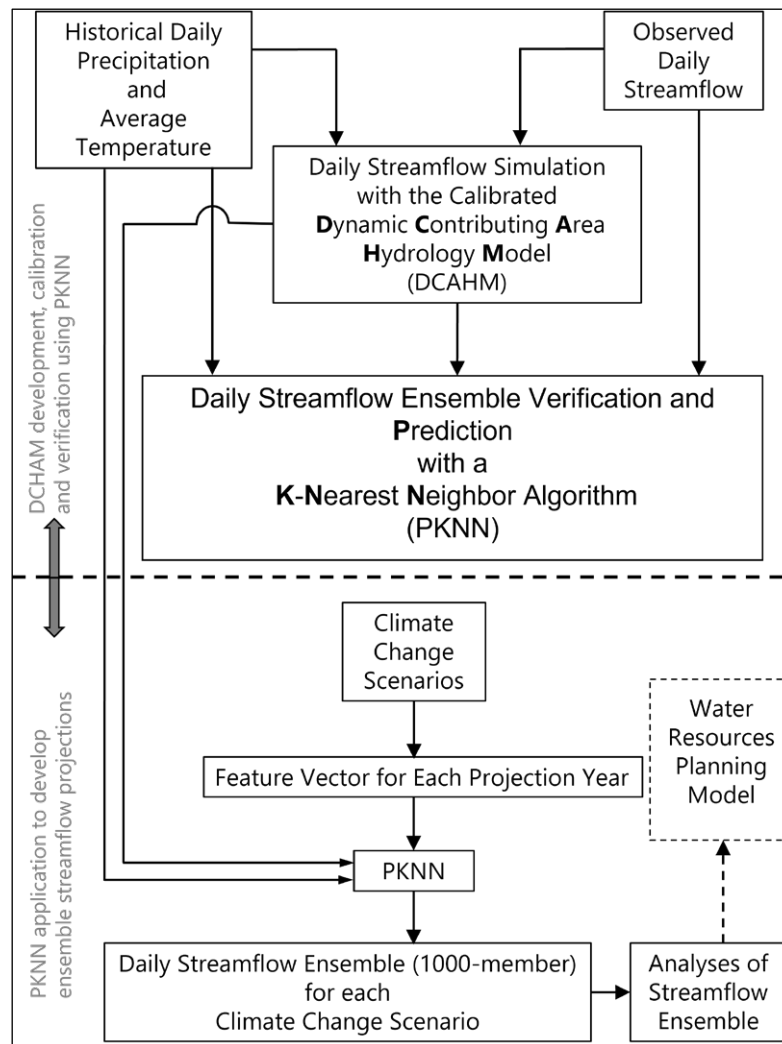 Historical Daily
Precipitation
and
Average
Temperature
Observed
Daily
Streamflow
Daily Streamflow Simulation
with the Calibrated
Dynamic Contributing Area
Hydrology Model
(DCAHM)
Daily Streamflow Ensemble Verification and
Prediction
with a
K-Nearest Neighbor Algorithm
(PKNN)
DCHAM development, calibration
and verification using PKNN
Climate
Change
Scenarios
Water
Resources
Planning
Model
Feature Vector for Each Projection Year
PKNN
PKNN application to develop
ensemble streamflow projections
Daily Streamflow Ensemble (1000-member)
for each
Climate Change Scenario
Analyses of
Streamflow
Ensemble